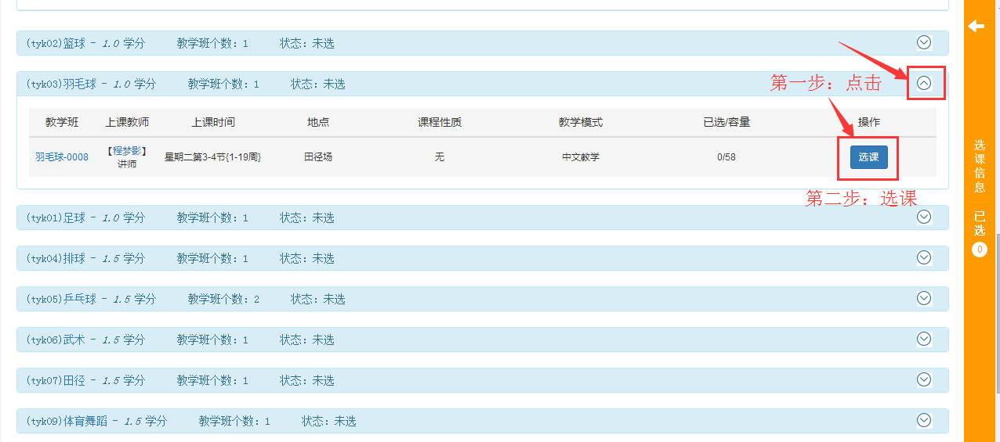 (tyk02)篮球 - 1.0 学分 教学班个数：1 状态：未选
(tyk03)羽毛球 - 1.0 学分 教学班个数：1 状态：未选
第一步：点击
教学班 上课教师 上课时间 地点 课程性质 教学模式 已选/容量 操作
羽毛球-0008 【程梦影】 星期二第3-4节{1-19周} 田径场 无 中文教学 0/58 选课
讲师
第二步：选课
(tyk01)足球 - 1.0 学分 教学班个数：1 状态：未选
(tyk04)排球 - 1.5 学分 教学班个数：1 状态：未选
(tyk05)乒乓球 - 1.5 学分 教学班个数：2 状态：未选
(tyk06)武术 - 1.5 学分 教学班个数：1 状态：未选
(tyk07)田径 - 1.5 学分 教学班个数：1 状态：未选
(tyk09)体育舞蹈 - 1.5 学分 教学班个数：1 状态：未选
选课信息
已选
0